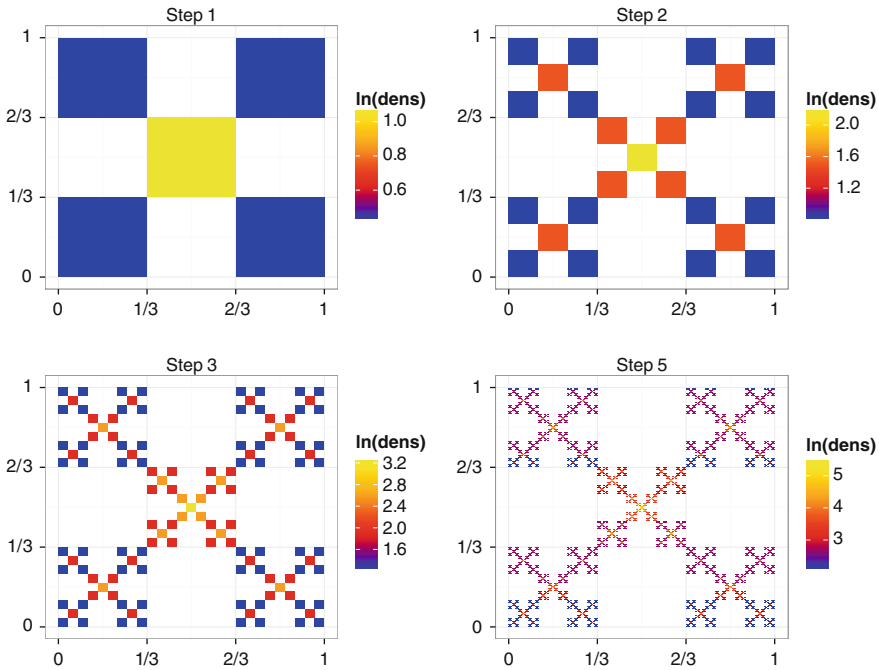 Step 1
1
2/3
1/3
0
0 1/3 2/3 1
ln(dens)
1.0
0.8
0.6
Step 2
1
2/3
1/3
0
0 1/3 2/3 1
ln(dens)
2.0
1.6
1.2
Step 3
1
2/3
1/3
0
0 1/3 2/3 1
ln(dens)
3.2
2.8
2.4
2.0
1.6
Step 5
1
2/3
1/3
0
0 1/3 2/3 1
ln(dens)
5
4
3